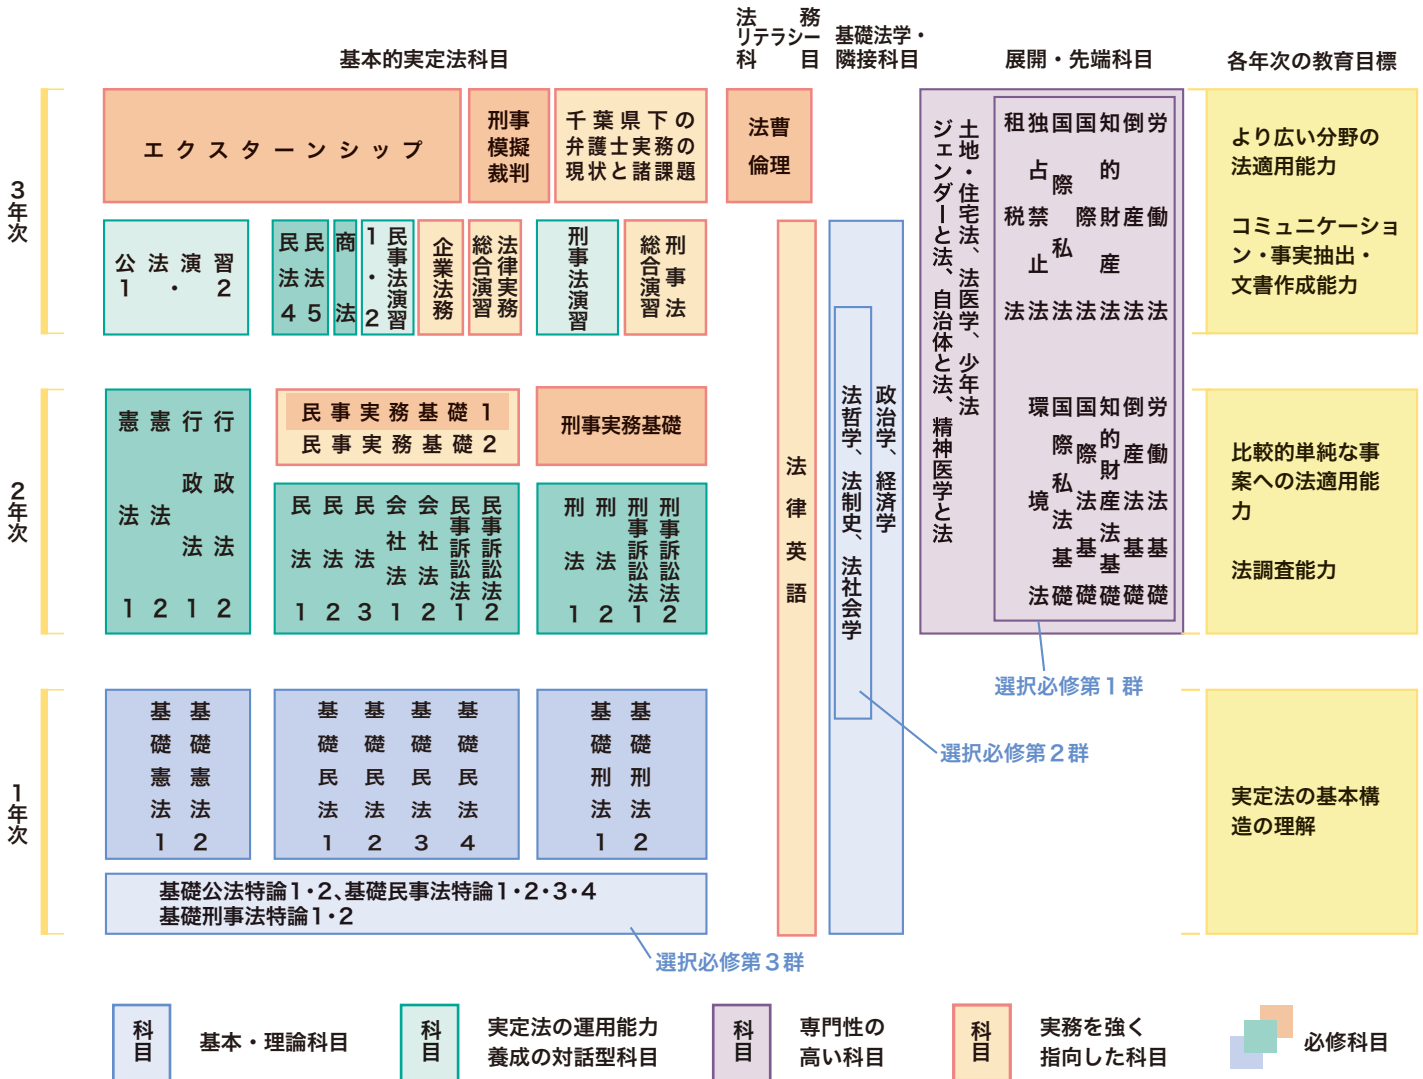 基本的実定法科目
法務
リテラシー
科目
基礎法学・
隣接科目
展開・先端科目
各年次の教育目標
3年次
エクスターンシップ
刑事
模擬
裁判
千葉県下の
弁護士実務の
現状と諸課題
法曹
倫理
公法演習
1・2
民法4
民法5
商法
民事法演習
1・2
企業法務
法律実務
総合演習
刑事法演習
刑事法
総合演習
土地・住宅法、法医学、少年法
ジェンダーと法、自治体と法、精神医学と法
租税法
独占禁止法
国際私法
国際法
知的財産法
倒産法
労働法
環境法
国際私法基礎
国際法基礎
知的財産法基礎
倒産法基礎
労働法基礎
より広い分野の
法適用能力
コミュニケーショ
ン・事実抽出・
文書作成能力
2年次
憲法1
憲法2
行政法1
行政法2
民事実務基礎1
民事実務基礎2
刑事実務基礎
民法1
民法2
民法3
会社法1
会社法2
民事訴訟法1
民事訴訟法2
刑法1
刑法2
刑事訴訟法1
刑事訴訟法2
法律英語
政治学、経済学
法哲学、法制史、法社会学
比較的単純な事
案への法適用能
力
法調査能力
選択必修第1群
選択必修第2群
1年次
基礎憲法1
基礎憲法2
基礎民法1
基礎民法2
基礎民法3
基礎民法4
基礎刑法1
基礎刑法2
実定法の基本構
造の理解
基礎公法特論1・2、基礎民事法特論1・2・3・4
基礎刑事法特論1・2
選択必修第3群
科目
基本・理論科目
科目
実定法の運用能力
養成の対話型科目
科目
専門性の
高い科目
科目
実務を強く
指向した科目
必修科目